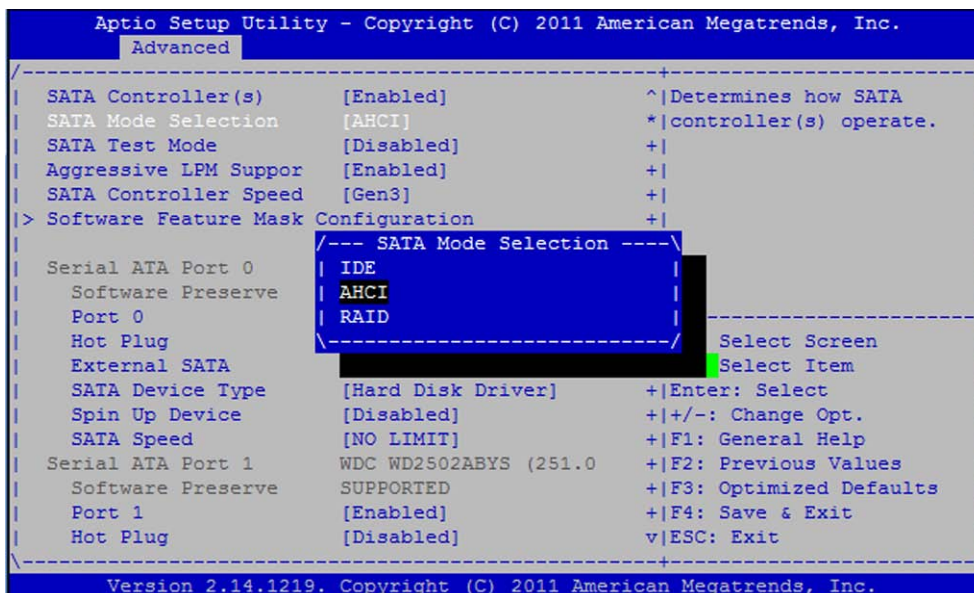 Aptio Setup Utility - Copyright (C) 2011 American Megatrends, Inc.
Advanced
/----------------------------------------------------+-------------------------
| SATA Controller(s) [Enabled] ^|Determines how SATA
| SATA Mode Selection [AHCI] *|controller(s) operate.
| SATA Test Mode [Disabled] +|
| Aggressive LPM Suppor [Enabled] +|
| SATA Controller Speed [Gen3] +|
|> Software Feature Mask Configuration +|
| /--- SATA Mode Selection ----\
| Serial ATA Port 0 | IDE |
| Software Preserve | AHCI |
| Port 0 | RAID |----------------------
| Hot Plug \----------------------------/ Select Screen
| External SATA Select Item
| SATA Device Type [Hard Disk Driver] +|Enter: Select
| Spin Up Device [Disabled] +|+/-: Change Opt.
| SATA Speed [NO LIMIT] +|F1: General Help
| Serial ATA Port 1 WDC WD2502ABYS (251.0 +|F2: Previous Values
| Software Preserve SUPPORTED +|F3: Optimized Defaults
| Port 1 [Enabled] +|F4: Save & Exit
| Hot Plug [Disabled] v|ESC: Exit
\----------------------------------------------------+-------------------------
Version 2.14.1219. Copyright (C) 2011 American Megatrends, Inc.